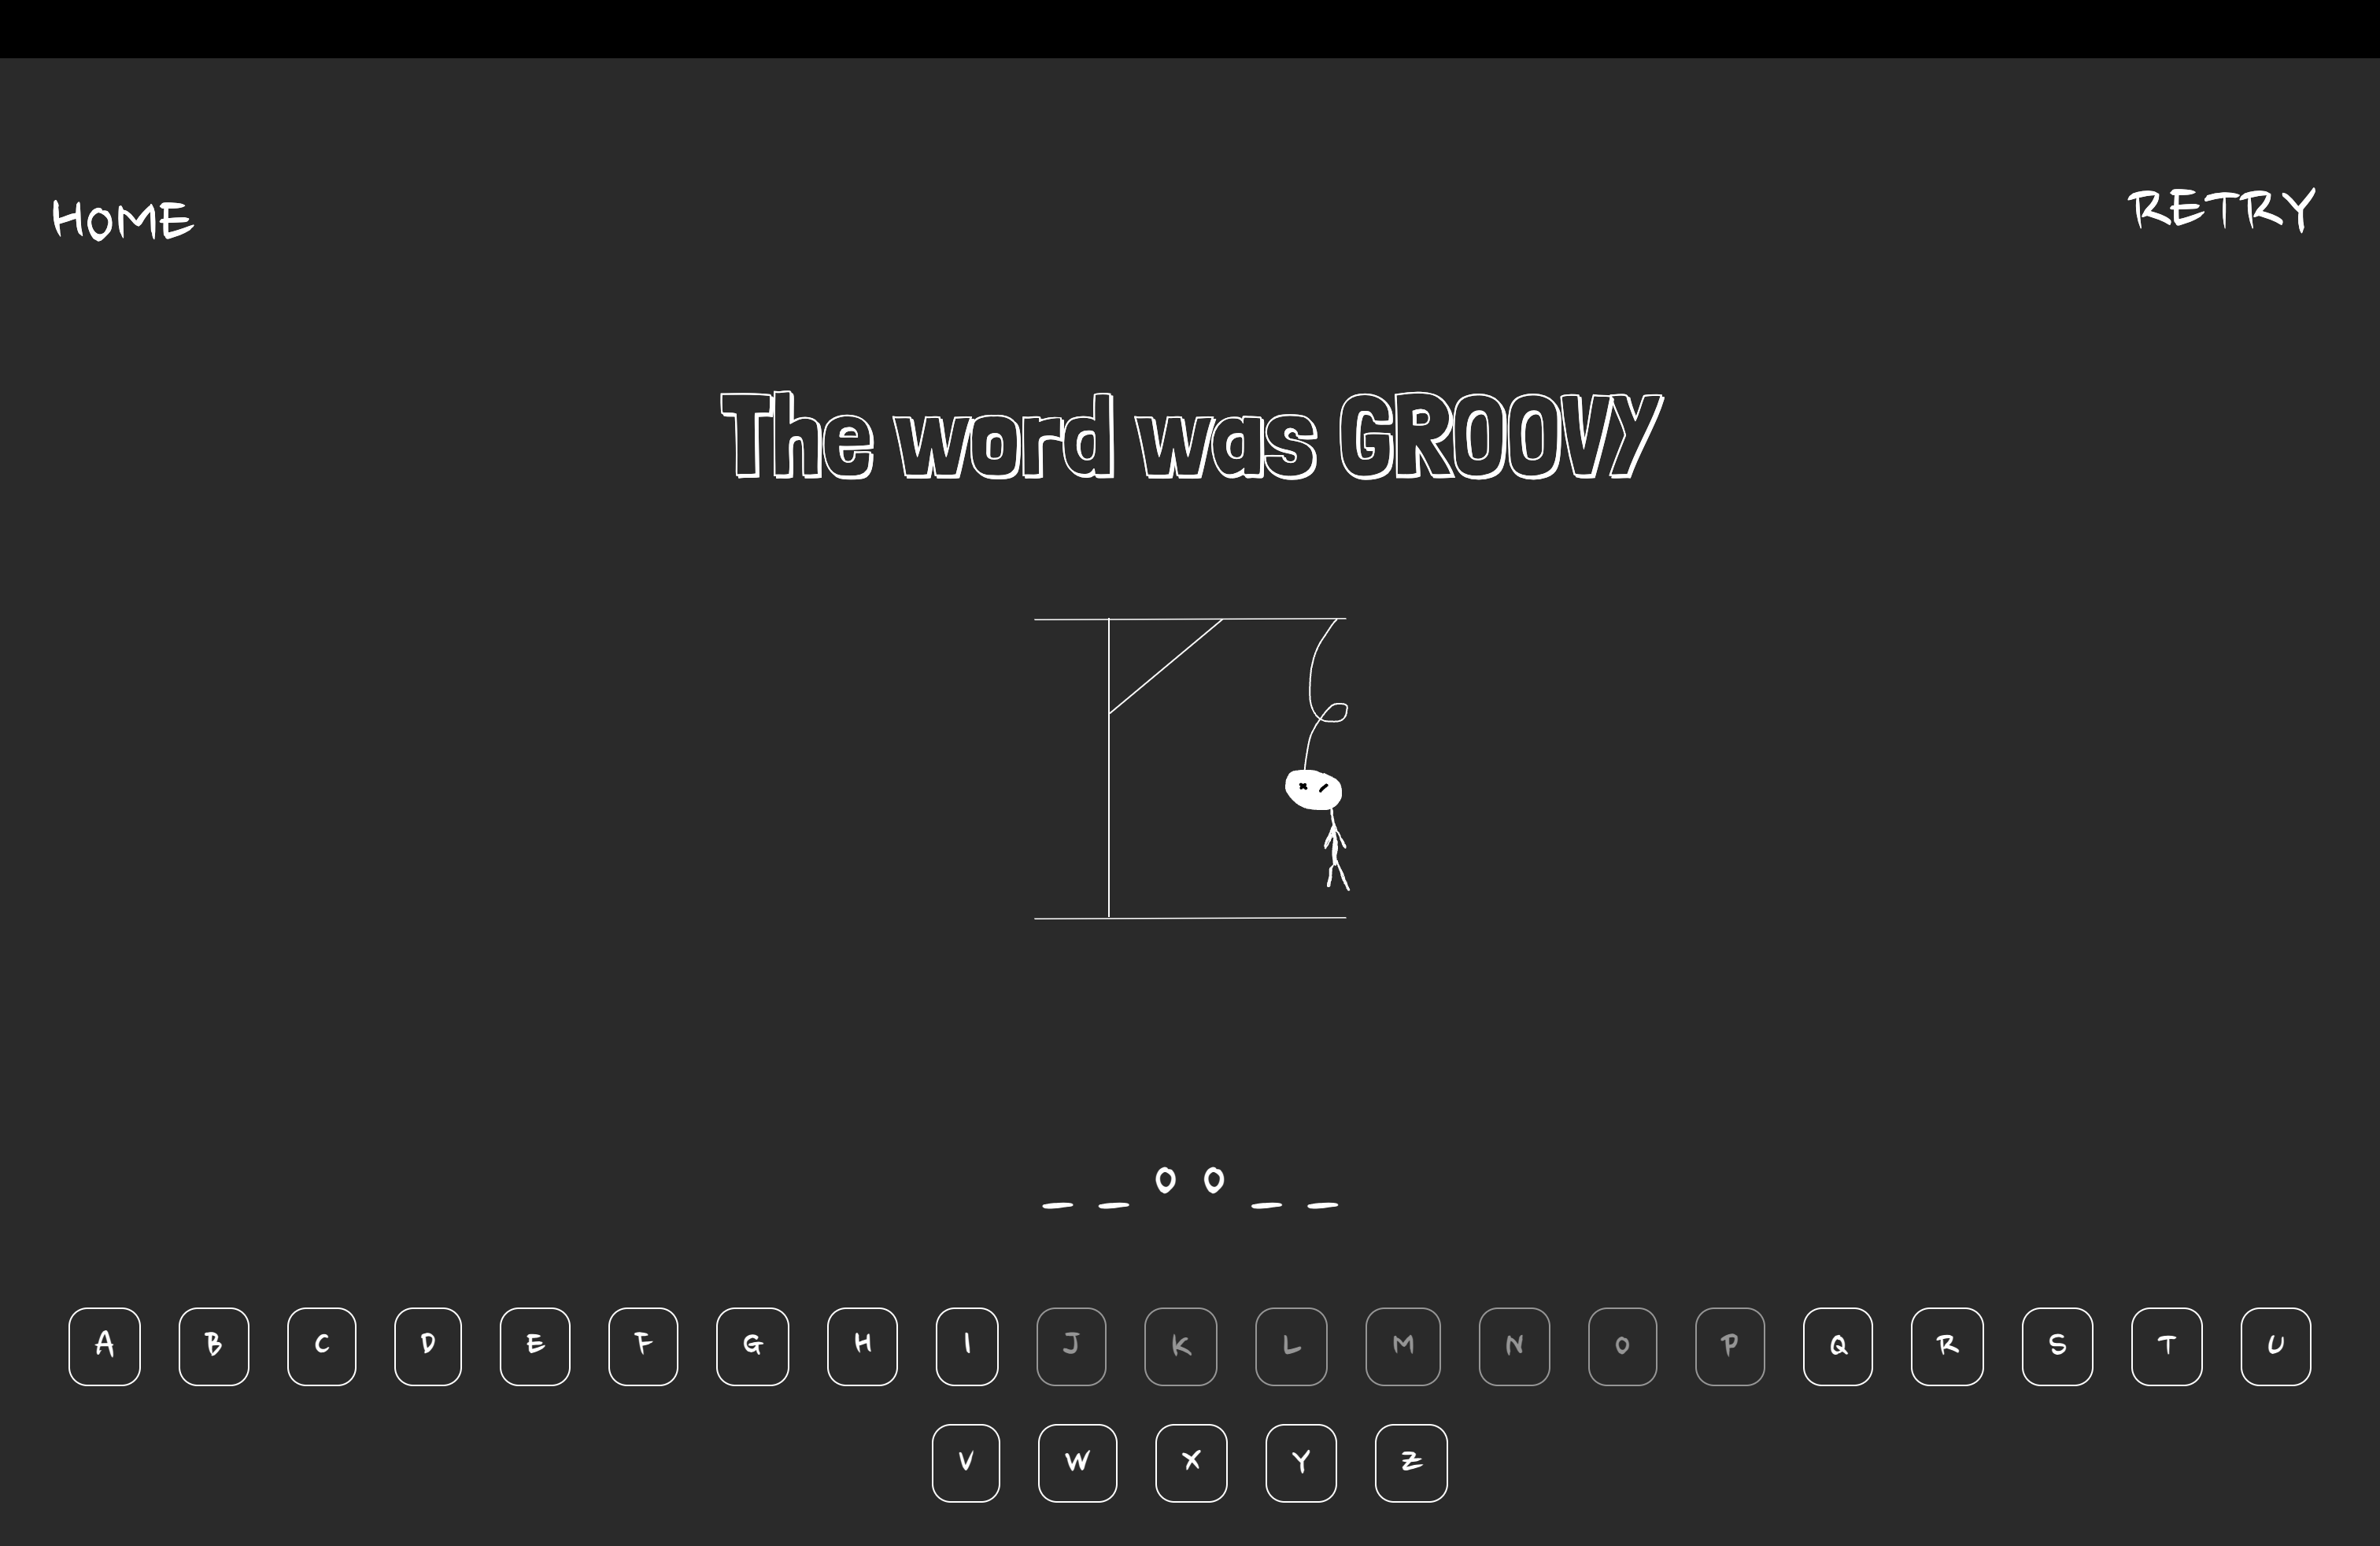 HOME
RETRY
The word was GROOVY
_ _ O O _ _
A B C D E F G H I J K L M N O P Q R S T U
V W X Y Z